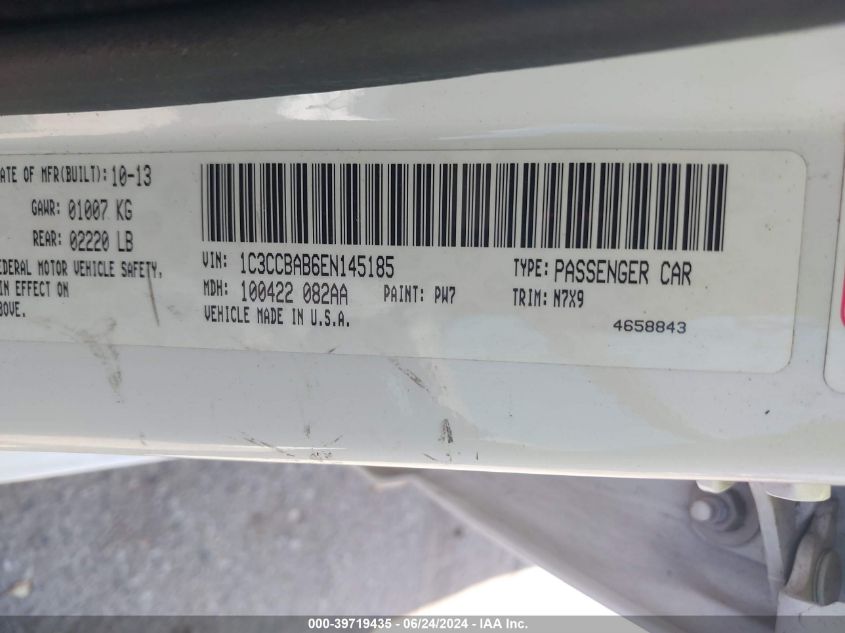 ATE OF MFR(BUILT): 10-13
GAWR: 01007 KG
REAR: 02220 LB
EDERAL MOTOR VEHICLE SAFETY,
IN EFFECT ON
BOVE.
VIN: 1C3CCBAB6EN145185 TYPE: PASSENGER CAR
MDH: 100422 082AA PAINT: PW7 TRIM: N7X9
VEHICLE MADE IN U.S.A.
4658843
000-39719435 - 06/24/2024 - IAA Inc.